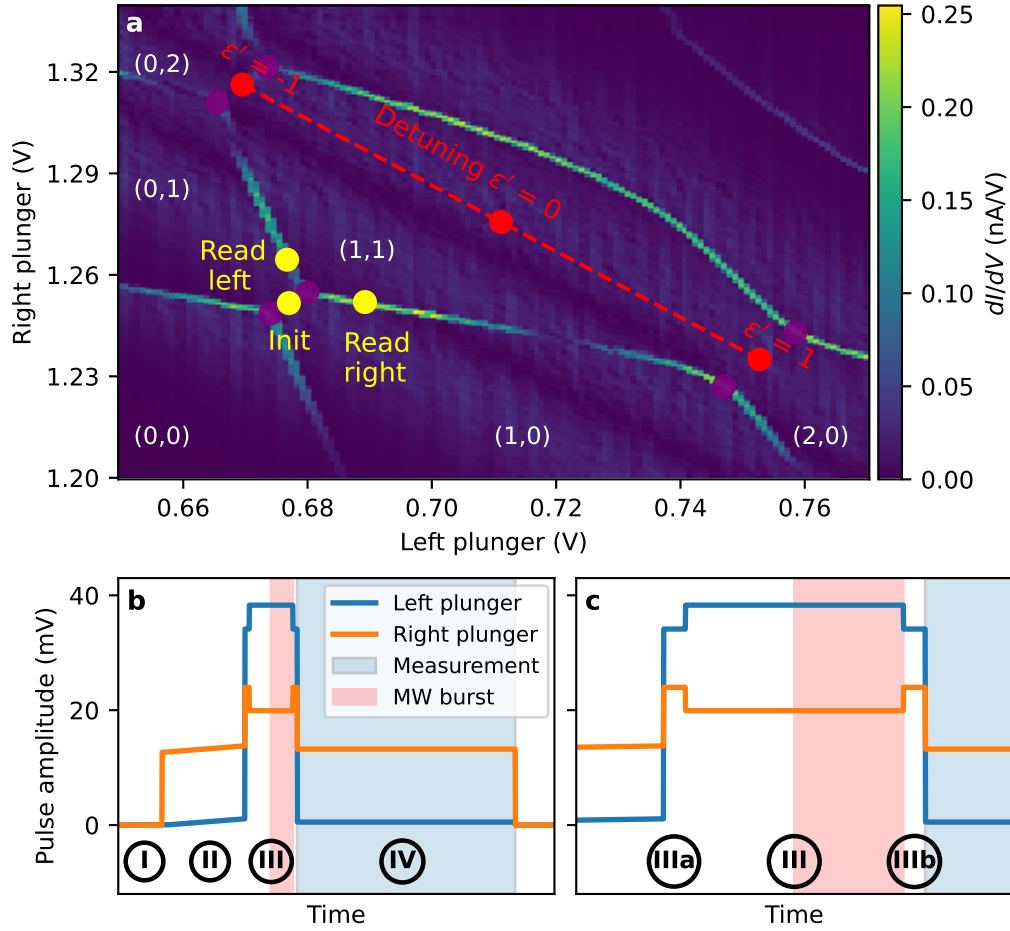 a
(0,2)
ε′ = -1
Detuning ε′ = 0
(0,1)
(1,1)
Read
left
Init
Read
right
ε′ = 1
(0,0)
(1,0)
(2,0)
1.32
1.29
1.26
1.23
1.20
Right plunger (V)
0.66
0.68
0.70
0.72
0.74
0.76
Left plunger (V)
0.25
0.20
0.15
0.10
0.05
0.00
dI/dV (nA/V)
b
Left plunger
Right plunger
Measurement
MW burst
40
20
0
Pulse amplitude (mV)
I
II
III
IV
Time
c
IIIa
III
IIIb
Time